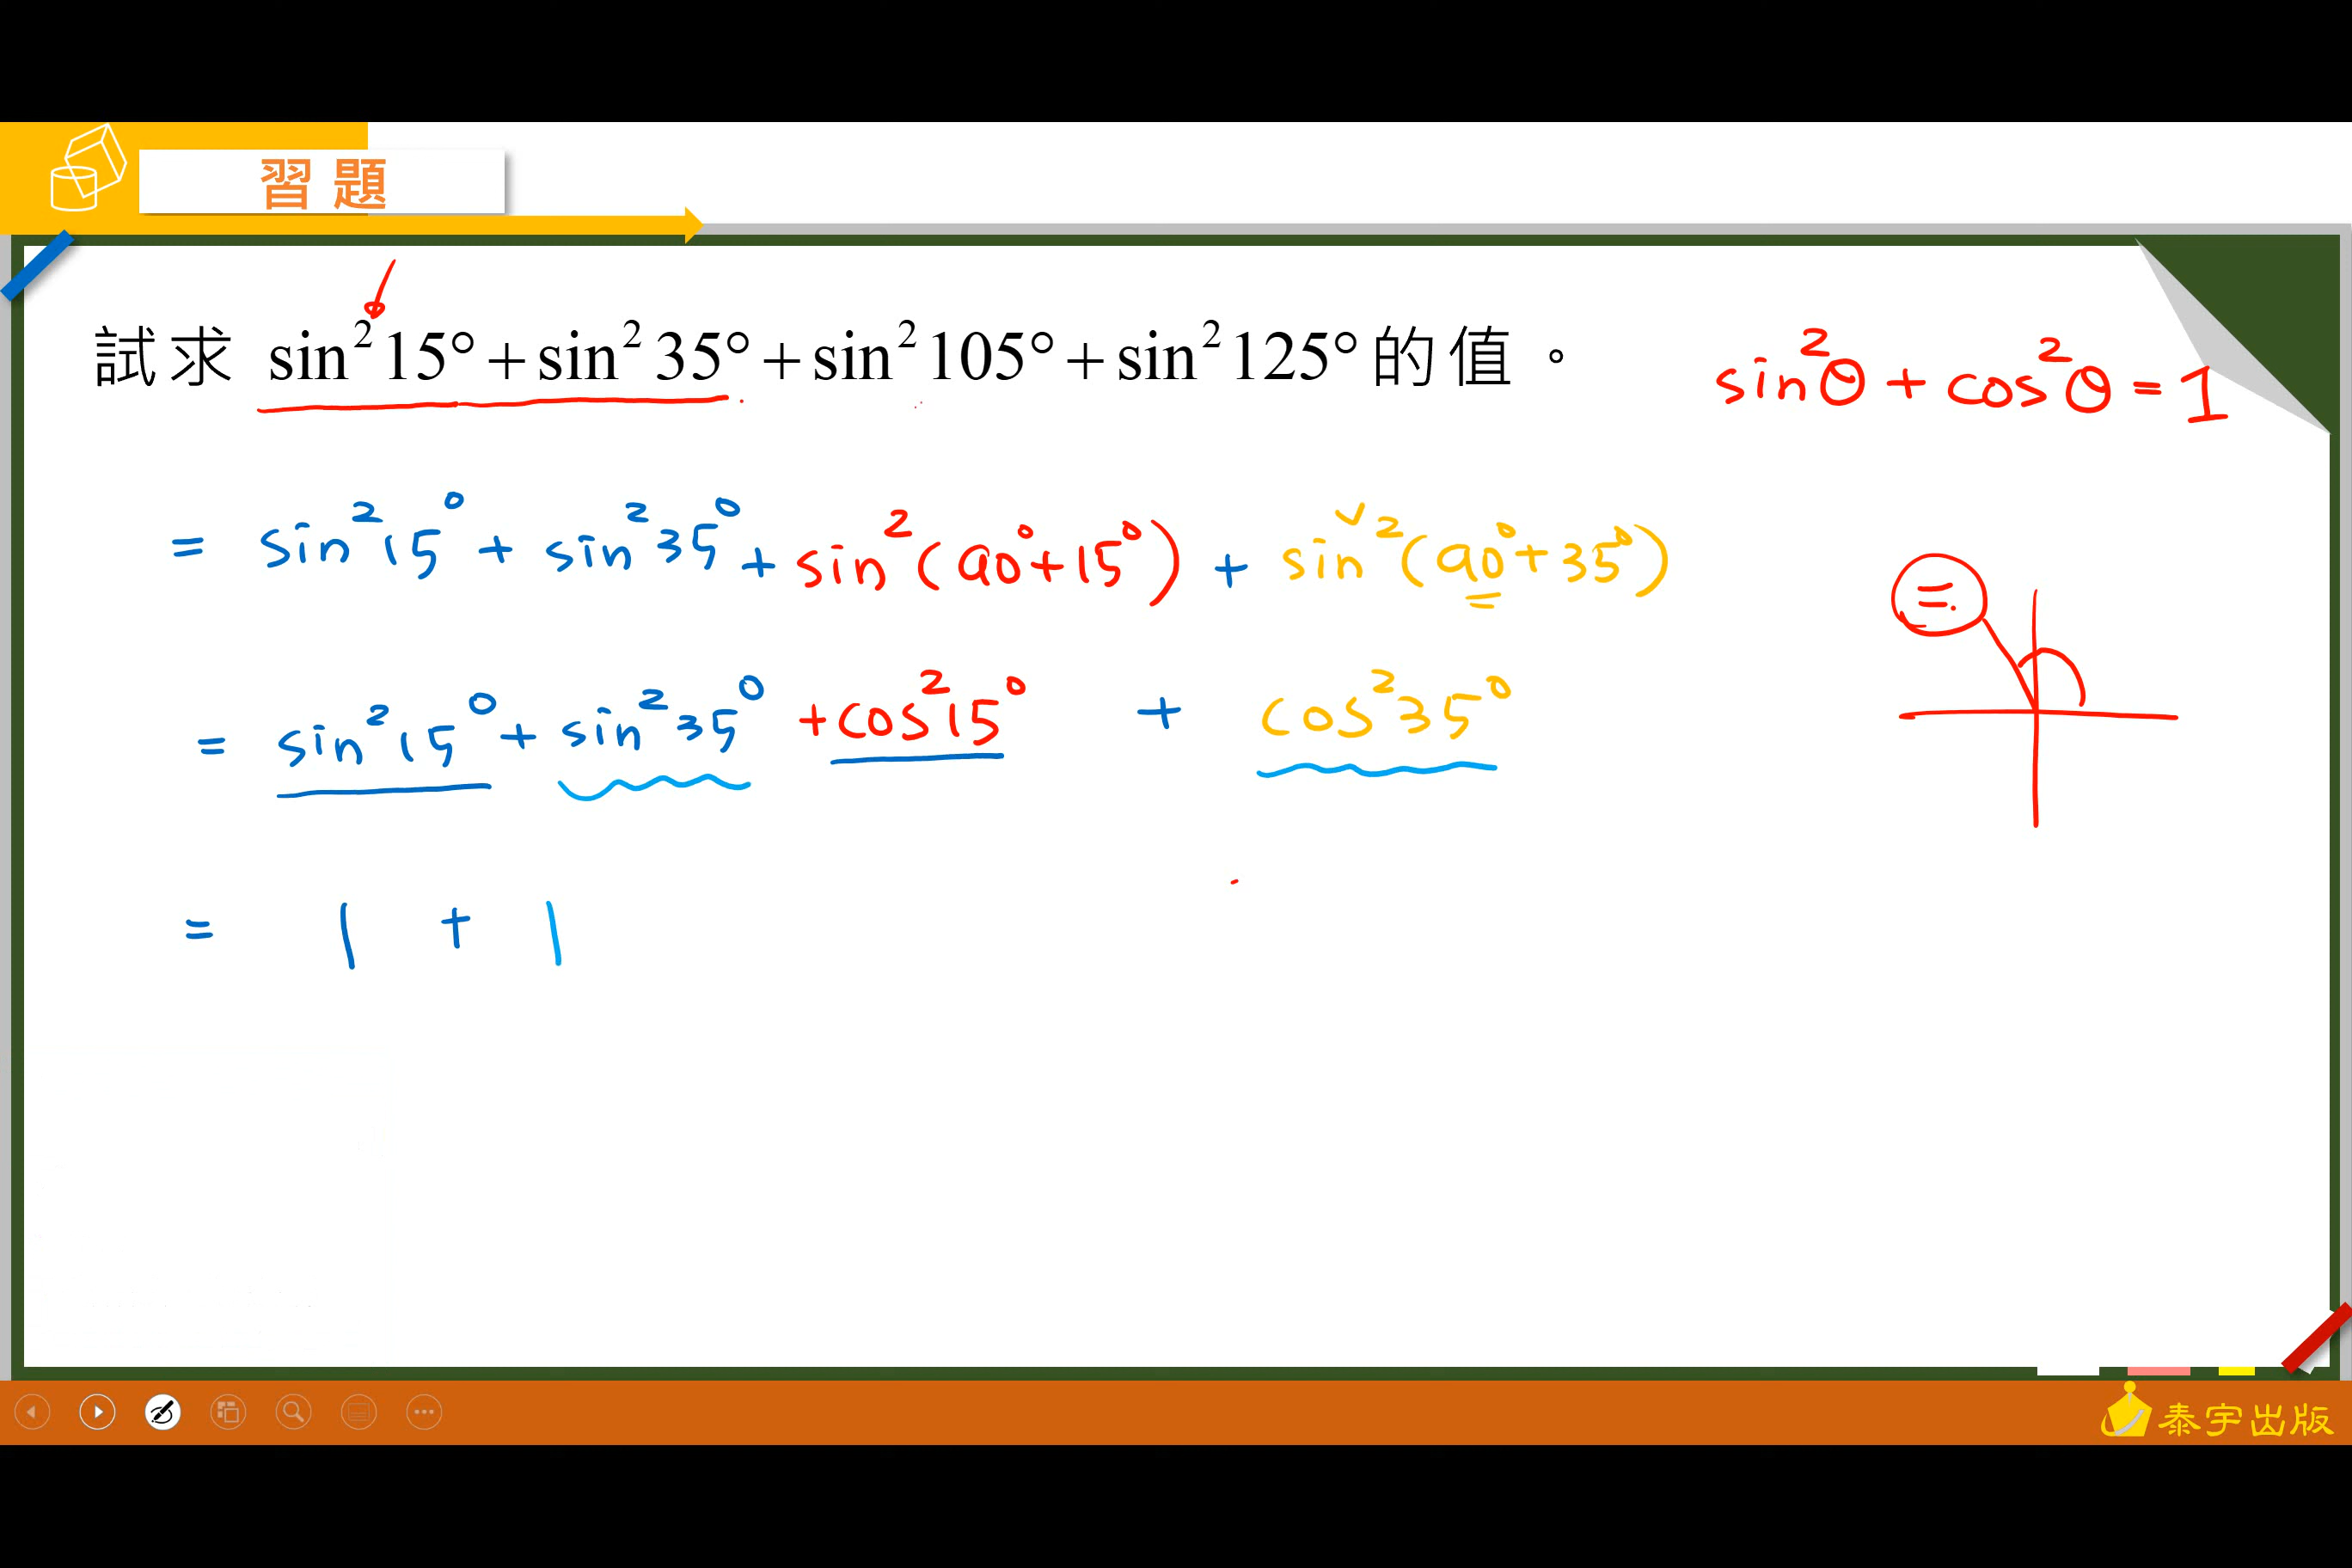 習題
試求 sin²15°+sin²35°+sin²105°+sin²125°的值。
sin²θ + cos²θ = 1
= sin²15° + sin²35° + sin²(90°+15°) + sin²(90°+35°)
二
= sin²15° + sin²35° + cos²15° + cos²35°
= 1 + 1
泰宇出版